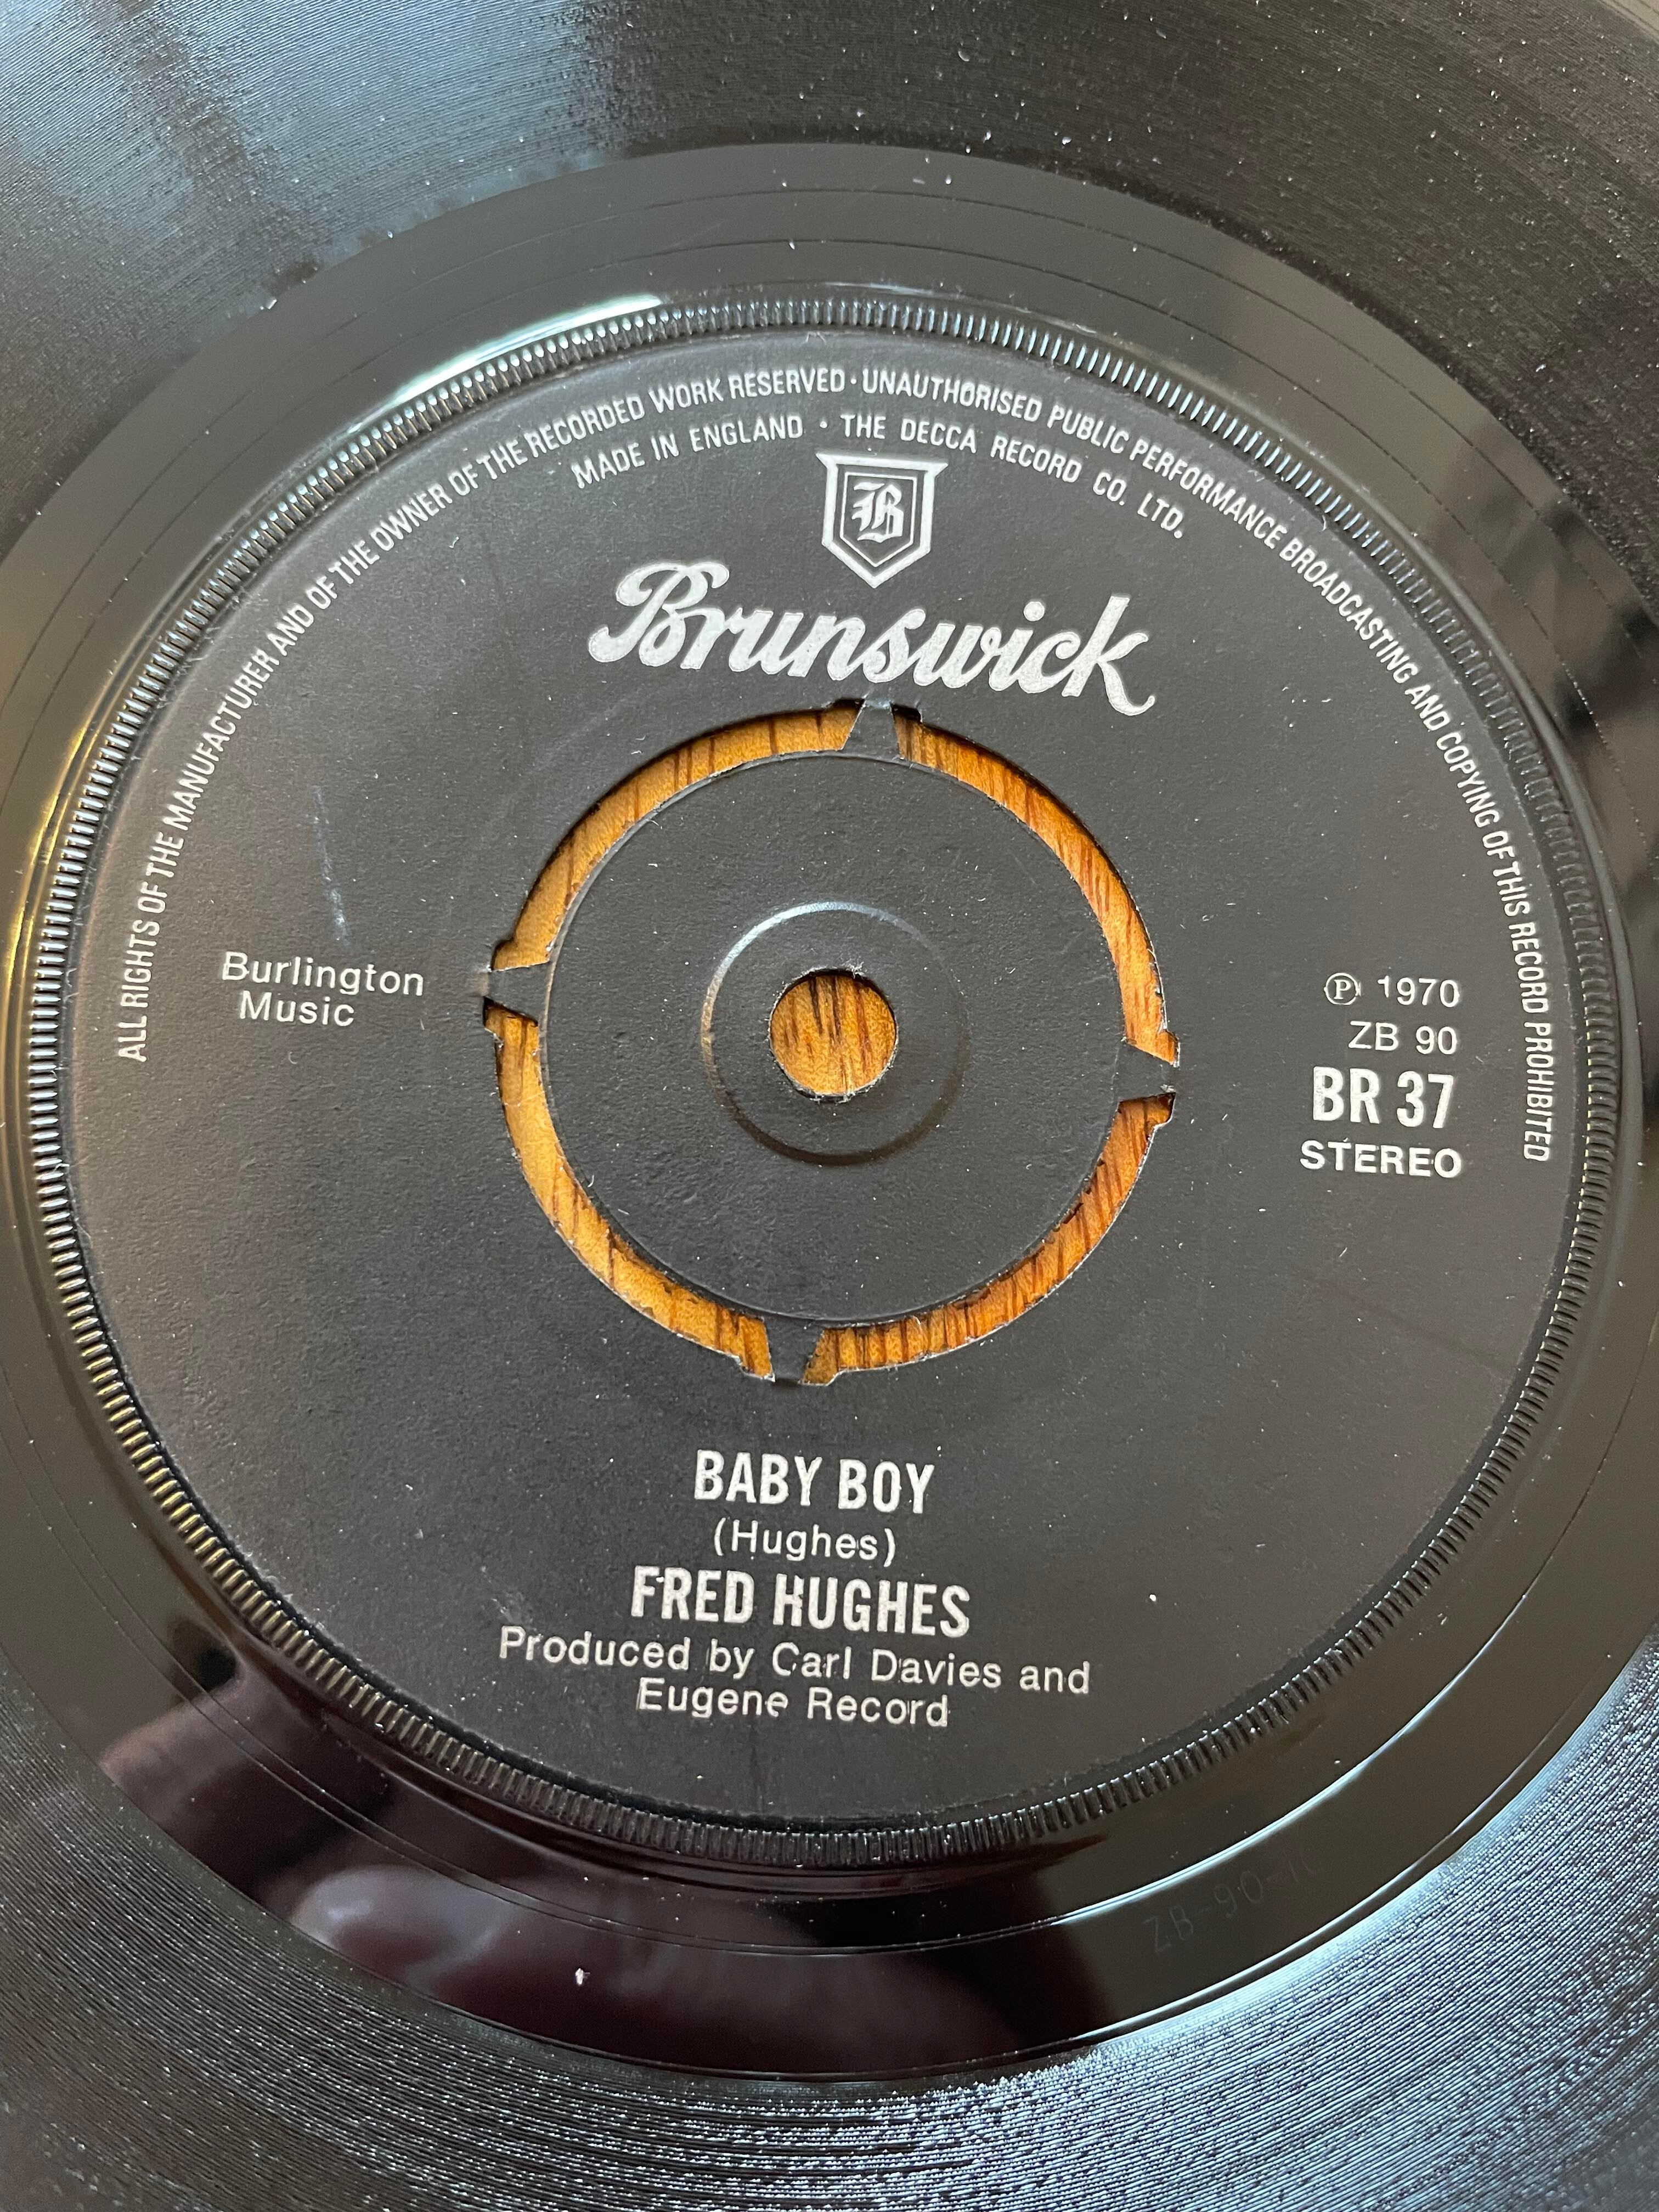 ALL RIGHTS OF THE MANUFACTURER AND OF THE OWNER OF THE RECORDED WORK RESERVED · UNAUTHORISED PUBLIC PERFORMANCE BROADCASTING AND COPYING OF THIS RECORD PROHIBITED
MADE IN ENGLAND · THE DECCA RECORD CO. LTD.
B
Brunswick
Burlington
Music
℗ 1970
ZB 90
BR 37
STEREO
BABY BOY
(Hughes)
FRED HUGHES
Produced by Carl Davies and
Eugene Record